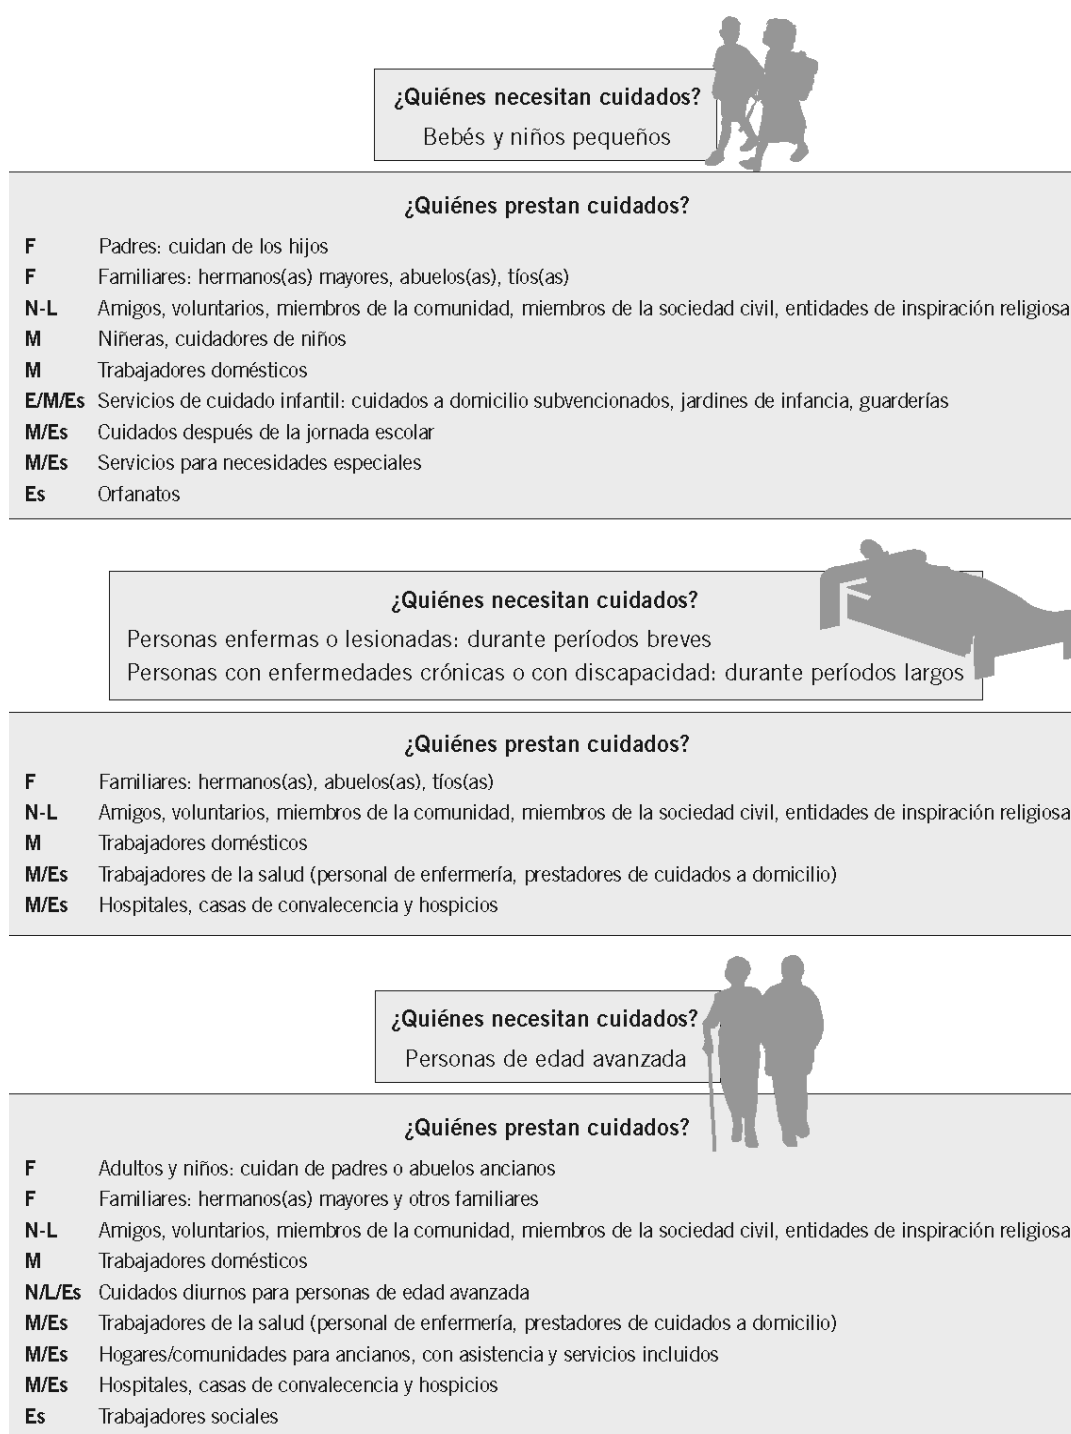 ¿Quiénes necesitan cuidados?
Bebés y niños pequeños
¿Quiénes prestan cuidados?
F Padres: cuidan de los hijos
F Familiares: hermanos(as) mayores, abuelos(as), tíos(as)
N-L Amigos, voluntarios, miembros de la comunidad, miembros de la sociedad civil, entidades de inspiración religiosa
M Niñeras, cuidadores de niños
M Trabajadores domésticos
E/M/Es Servicios de cuidado infantil: cuidados a domicilio subvencionados, jardines de infancia, guarderías
M/Es Cuidados después de la jornada escolar
M/Es Servicios para necesidades especiales
Es Orfanatos
¿Quiénes necesitan cuidados?
Personas enfermas o lesionadas: durante períodos breves
Personas con enfermedades crónicas o con discapacidad: durante períodos largos
¿Quiénes prestan cuidados?
F Familiares: hermanos(as), abuelos(as), tíos(as)
N-L Amigos, voluntarios, miembros de la comunidad, miembros de la sociedad civil, entidades de inspiración religiosa
M Trabajadores domésticos
M/Es Trabajadores de la salud (personal de enfermería, prestadores de cuidados a domicilio)
M/Es Hospitales, casas de convalecencia y hospicios
¿Quiénes necesitan cuidados?
Personas de edad avanzada
¿Quiénes prestan cuidados?
F Adultos y niños: cuidan de padres o abuelos ancianos
F Familiares: hermanos(as) mayores y otros familiares
N-L Amigos, voluntarios, miembros de la comunidad, miembros de la sociedad civil, entidades de inspiración religiosa
M Trabajadores domésticos
N/L/Es Cuidados diurnos para personas de edad avanzada
M/Es Trabajadores de la salud (personal de enfermería, prestadores de cuidados a domicilio)
M/Es Hogares/comunidades para ancianos, con asistencia y servicios incluidos
M/Es Hospitales, casas de convalecencia y hospicios
Es Trabajadores sociales